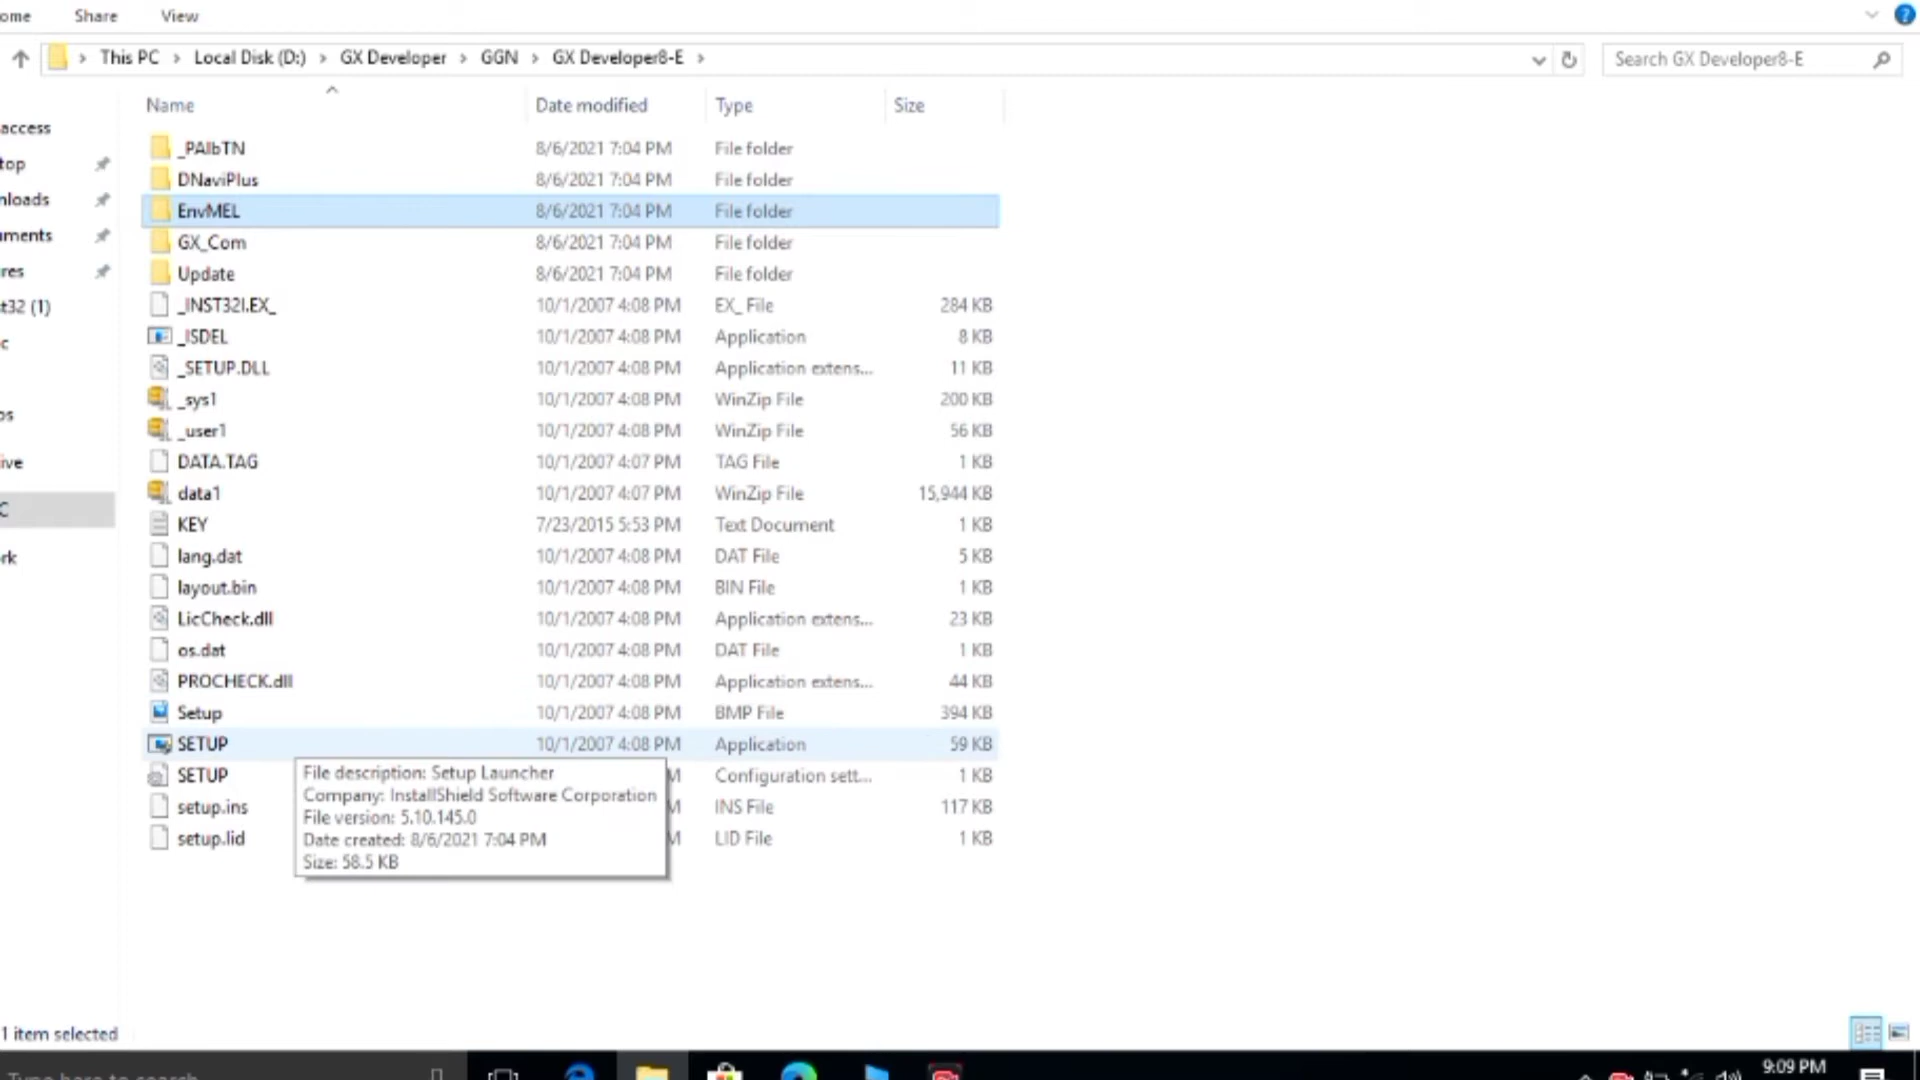 ome Share View
This PC > Local Disk (D:) > GX Developer > GGN > GX Developer8-E >
Search GX Developer8-E
Name Date modified Type Size
access
top
nloads
uments
res
t32 (1)
c
os
ive
C
rk
_PAlbTN 8/6/2021 7:04 PM File folder
DNaviPlus 8/6/2021 7:04 PM File folder
EnvMEL 8/6/2021 7:04 PM File folder
GX_Com 8/6/2021 7:04 PM File folder
Update 8/6/2021 7:04 PM File folder
_INST32I.EX_ 10/1/2007 4:08 PM EX_ File 284 KB
_ISDEL 10/1/2007 4:08 PM Application 8 KB
_SETUP.DLL 10/1/2007 4:08 PM Application extens... 11 KB
_sys1 10/1/2007 4:08 PM WinZip File 200 KB
_user1 10/1/2007 4:08 PM WinZip File 56 KB
DATA.TAG 10/1/2007 4:07 PM TAG File 1 KB
data1 10/1/2007 4:07 PM WinZip File 15,944 KB
KEY 7/23/2015 5:53 PM Text Document 1 KB
lang.dat 10/1/2007 4:08 PM DAT File 5 KB
layout.bin 10/1/2007 4:08 PM BIN File 1 KB
LicCheck.dll 10/1/2007 4:08 PM Application extens... 23 KB
os.dat 10/1/2007 4:08 PM DAT File 1 KB
PROCHECK.dll 10/1/2007 4:08 PM Application extens... 44 KB
Setup 10/1/2007 4:08 PM BMP File 394 KB
SETUP 10/1/2007 4:08 PM Application 59 KB
SETUP M Configuration sett... 1 KB
setup.ins M INS File 117 KB
setup.lid M LID File 1 KB
File description: Setup Launcher
Company: InstallShield Software Corporation
File version: 5.10.145.0
Date created: 8/6/2021 7:04 PM
Size: 58.5 KB
1 item selected
Type here to search
9:09 PM